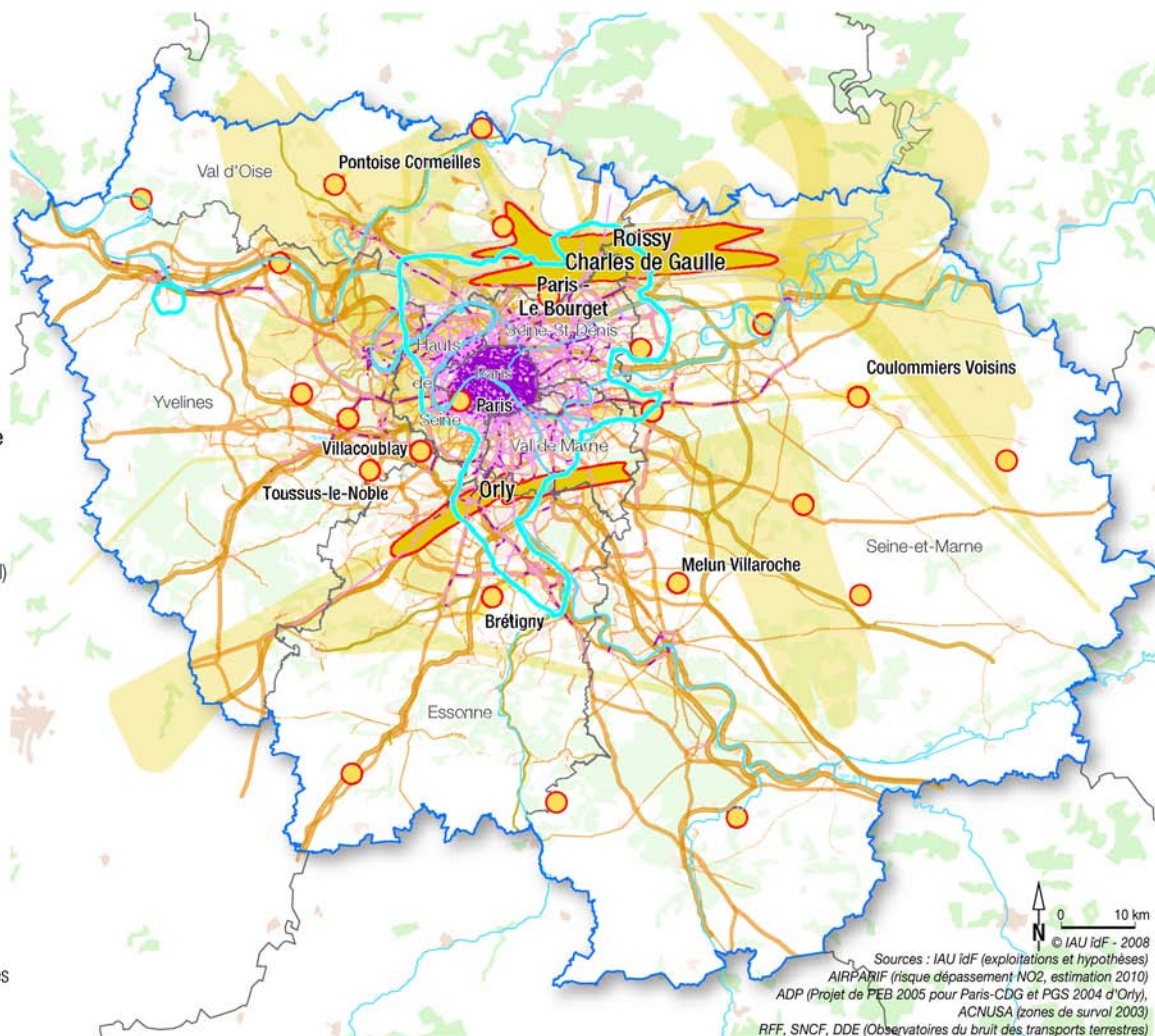 Val d'Oise
Pontoise Cormeilles
Roissy
Charles de Gaulle
Paris -
Le Bourget
Seine-St-Denis
Hauts
de
Seine
Paris
Paris
Coulommiers Voisins
Yvelines
e
Villacoublay
Val de Marne
Toussus-le-Noble
Orly
l)
Seine-et-Marne
Melun Villaroche
Brétigny
Essonne
es
N
0 10 km
© IAU îdF - 2008
Sources : IAU îdF (exploitations et hypothèses)
AIRPARIF (risque dépassement NO2, estimation 2010)
ADP (Projet de PEB 2005 pour Paris-CDG et PGS 2004 d'Orly),
ACNUSA (zones de survol 2003)
RFF, SNCF, DDE (Observatoires du bruit des transports terrestres)